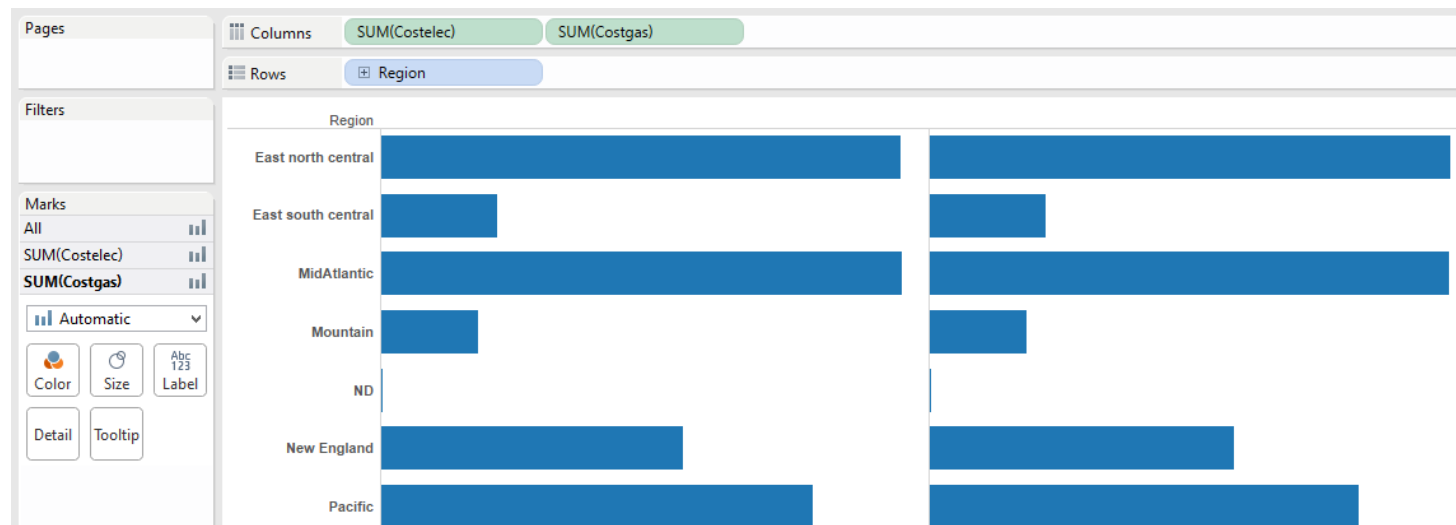 Pages
Columns SUM(Costelec) SUM(Costgas)
Rows Region
Filters
Marks
All
SUM(Costelec)
SUM(Costgas)
Automatic
Color Size Abc 123 Label
Detail Tooltip
Region
East north central
East south central
MidAtlantic
Mountain
ND
New England
Pacific